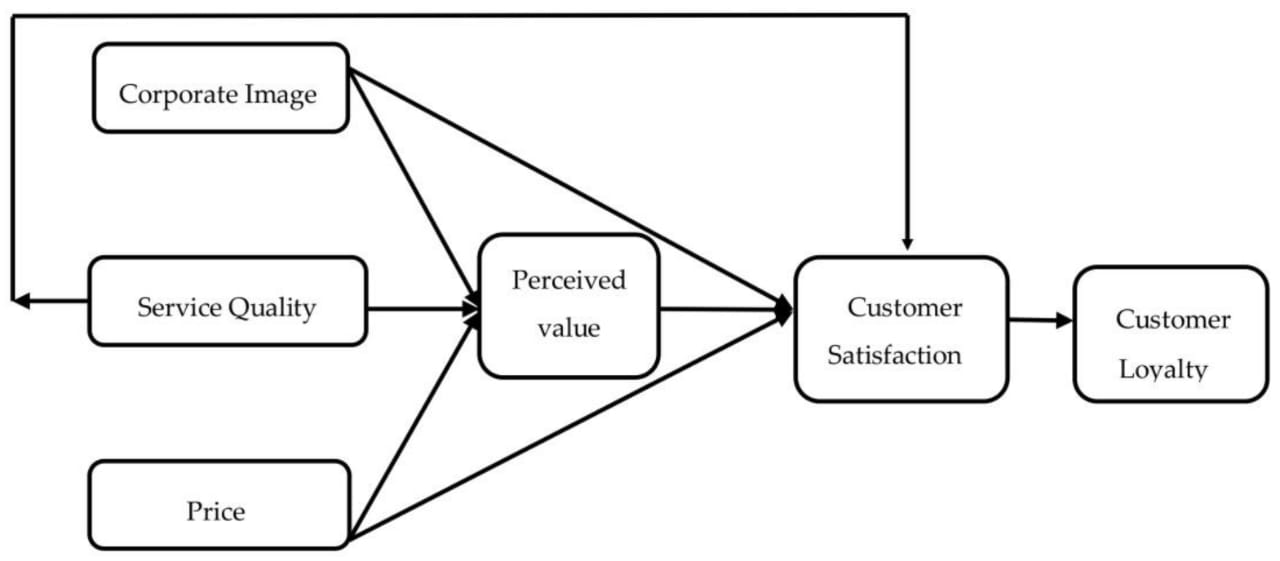 Corporate Image
Service Quality
Price
Perceived
value
Customer
Satisfaction
Customer
Loyalty